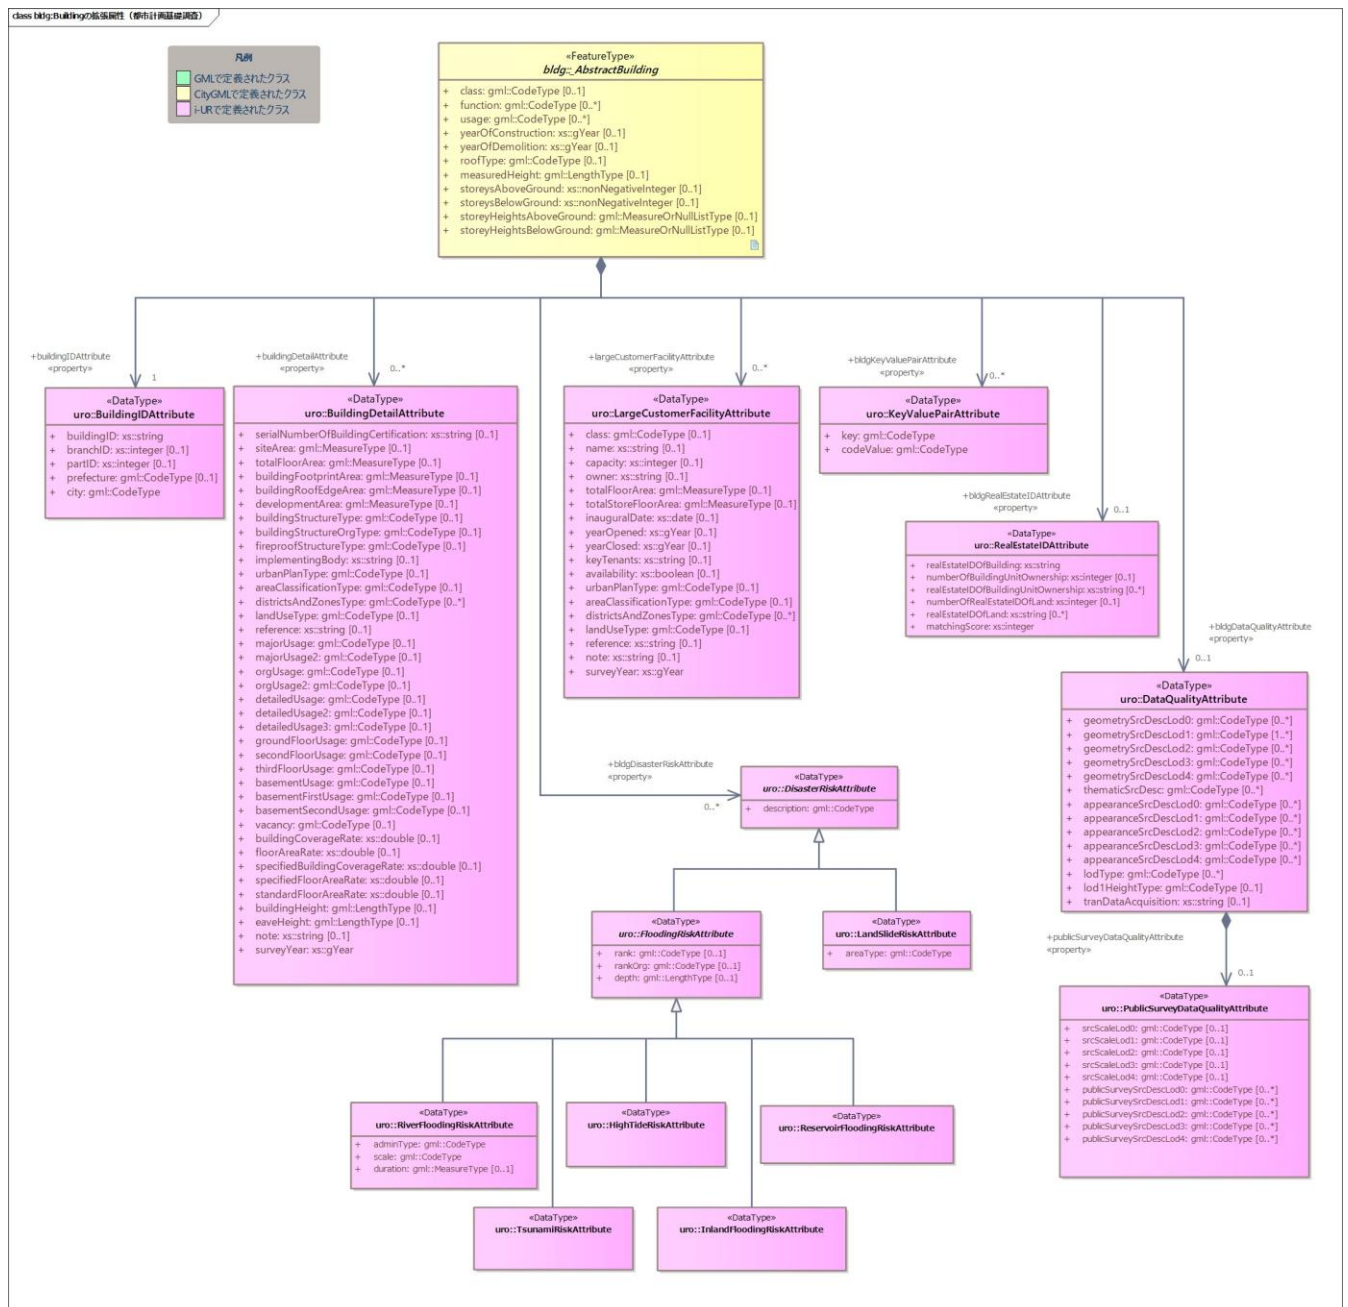 class bldg:Buildingの拡張属性（都市計画基礎調査）
凡例
GMLで定義されたクラス
CityGMLで定義されたクラス
i-URで定義されたクラス
«FeatureType»
bldg::_AbstractBuilding
+ class: gml::CodeType [0..1]
+ function: gml::CodeType [0..*]
+ usage: gml::CodeType [0..*]
+ yearOfConstruction: xs::gYear [0..1]
+ yearOfDemolition: xs::gYear [0..1]
+ roofType: gml::CodeType [0..1]
+ measuredHeight: gml::LengthType [0..1]
+ storeysAboveGround: xs::nonNegativeInteger [0..1]
+ storeysBelowGround: xs::nonNegativeInteger [0..1]
+ storeyHeightsAboveGround: gml::MeasureOrNullListType [0..1]
+ storeyHeightsBelowGround: gml::MeasureOrNullListType [0..1]
+buildingIDAttribute
«property»
1
«DataType»
uro::BuildingIDAttribute
+ buildingID: xs::string
+ branchID: xs::integer [0..1]
+ partID: xs::integer [0..1]
+ prefecture: gml::CodeType [0..1]
+ city: gml::CodeType
+buildingDetailAttribute
«property»
0..*
«DataType»
uro::BuildingDetailAttribute
+ serialNumberOfBuildingCertification: xs::string [0..1]
+ siteArea: gml::MeasureType [0..1]
+ totalFloorArea: gml::MeasureType [0..1]
+ buildingFootprintArea: gml::MeasureType [0..1]
+ buildingRoofEdgeArea: gml::MeasureType [0..1]
+ developmentArea: gml::MeasureType [0..1]
+ buildingStructureType: gml::CodeType [0..1]
+ buildingStructureOrgType: gml::CodeType [0..1]
+ fireproofStructureType: gml::CodeType [0..1]
+ implementingBody: xs::string [0..1]
+ urbanPlanType: gml::CodeType [0..1]
+ areaClassificationType: gml::CodeType [0..1]
+ districtsAndZonesType: gml::CodeType [0..*]
+ landUseType: gml::CodeType [0..1]
+ reference: xs::string [0..1]
+ majorUsage: gml::CodeType [0..1]
+ majorUsage2: gml::CodeType [0..1]
+ orgUsage: gml::CodeType [0..1]
+ orgUsage2: gml::CodeType [0..1]
+ detailedUsage: gml::CodeType [0..1]
+ detailedUsage2: gml::CodeType [0..1]
+ detailedUsage3: gml::CodeType [0..1]
+ groundFloorUsage: gml::CodeType [0..1]
+ secondFloorUsage: gml::CodeType [0..1]
+ thirdFloorUsage: gml::CodeType [0..1]
+ basementUsage: gml::CodeType [0..1]
+ basementFirstUsage: gml::CodeType [0..1]
+ basementSecondUsage: gml::CodeType [0..1]
+ vacancy: gml::CodeType [0..1]
+ buildingCoverageRate: xs::double [0..1]
+ floorAreaRate: xs::double [0..1]
+ specifiedBuildingCoverageRate: xs::double [0..1]
+ specifiedFloorAreaRate: xs::double [0..1]
+ standardFloorAreaRate: xs::double [0..1]
+ buildingHeight: gml::LengthType [0..1]
+ eaveHeight: gml::LengthType [0..1]
+ note: xs::string [0..1]
+ surveyYear: xs::gYear
+largeCustomerFacilityAttribute
«property»
0..*
«DataType»
uro::LargeCustomerFacilityAttribute
+ class: gml::CodeType [0..1]
+ name: xs::string [0..1]
+ capacity: xs::integer [0..1]
+ owner: xs::string [0..1]
+ totalFloorArea: gml::MeasureType [0..1]
+ totalStoreFloorArea: gml::MeasureType [0..1]
+ inauguralDate: xs::date [0..1]
+ yearOpened: xs::gYear [0..1]
+ yearClosed: xs::gYear [0..1]
+ keyTenants: xs::string [0..1]
+ availability: xs::boolean [0..1]
+ urbanPlanType: gml::CodeType [0..1]
+ areaClassificationType: gml::CodeType [0..1]
+ districtsAndZonesType: gml::CodeType [0..*]
+ landUseType: gml::CodeType [0..1]
+ reference: xs::string [0..1]
+ note: xs::string [0..1]
+ surveyYear: xs::gYear
+bldgKeyValuePairAttribute
«property»
0..*
«DataType»
uro::KeyValuePairAttribute
+ key: gml::CodeType
+ codeValue: gml::CodeType
+bldgRealEstateIDAttribute
«property»
0..1
«DataType»
uro::RealEstateIDAttribute
+ realEstateIDOfBuilding: xs::string
+ numberOfBuildingUnitOwnership: xs::integer [0..1]
+ realEstateIDOfBuildingUnitOwnership: xs::string [0..*]
+ numberOfRealEstateIDOfLand: xs::integer [0..1]
+ realEstateIDOfLand: xs::string [0..*]
+ matchingScore: xs::integer
+bldgDataQualityAttribute
«property»
0..1
«DataType»
uro::DataQualityAttribute
+ geometrySrcDescLod0: gml::CodeType [0..*]
+ geometrySrcDescLod1: gml::CodeType [1..*]
+ geometrySrcDescLod2: gml::CodeType [0..*]
+ geometrySrcDescLod3: gml::CodeType [0..*]
+ geometrySrcDescLod4: gml::CodeType [0..*]
+ thematicSrcDesc: gml::CodeType [0..*]
+ appearanceSrcDescLod0: gml::CodeType [0..*]
+ appearanceSrcDescLod1: gml::CodeType [0..*]
+ appearanceSrcDescLod2: gml::CodeType [0..*]
+ appearanceSrcDescLod3: gml::CodeType [0..*]
+ appearanceSrcDescLod4: gml::CodeType [0..*]
+ lodType: gml::CodeType [0..*]
+ lod1HeightType: gml::CodeType [0..1]
+ tranDataAcquisition: xs::string [0..1]
+bldgDisasterRiskAttribute
«property»
0..*
«DataType»
uro::DisasterRiskAttribute
+ description: gml::CodeType
«DataType»
uro::FloodingRiskAttribute
+ rank: gml::CodeType [0..1]
+ rankOrg: gml::CodeType [0..1]
+ depth: gml::LengthType [0..1]
«DataType»
uro::LandSlideRiskAttribute
+ areaType: gml::CodeType
+publicSurveyDataQualityAttribute
«property»
0..1
«DataType»
uro::PublicSurveyDataQualityAttribute
+ srcScaleLod0: gml::CodeType [0..1]
+ srcScaleLod1: gml::CodeType [0..1]
+ srcScaleLod2: gml::CodeType [0..1]
+ srcScaleLod3: gml::CodeType [0..1]
+ srcScaleLod4: gml::CodeType [0..1]
+ publicSurveySrcDescLod0: gml::CodeType [0..*]
+ publicSurveySrcDescLod1: gml::CodeType [0..*]
+ publicSurveySrcDescLod2: gml::CodeType [0..*]
+ publicSurveySrcDescLod3: gml::CodeType [0..*]
+ publicSurveySrcDescLod4: gml::CodeType [0..*]
«DataType»
uro::RiverFloodingRiskAttribute
+ adminType: gml::CodeType
+ scale: gml::CodeType
+ duration: gml::MeasureType [0..1]
«DataType»
uro::HighTideRiskAttribute
«DataType»
uro::ReservoirFloodingRiskAttribute
«DataType»
uro::TsunamiRiskAttribute
«DataType»
uro::InlandFloodingRiskAttribute